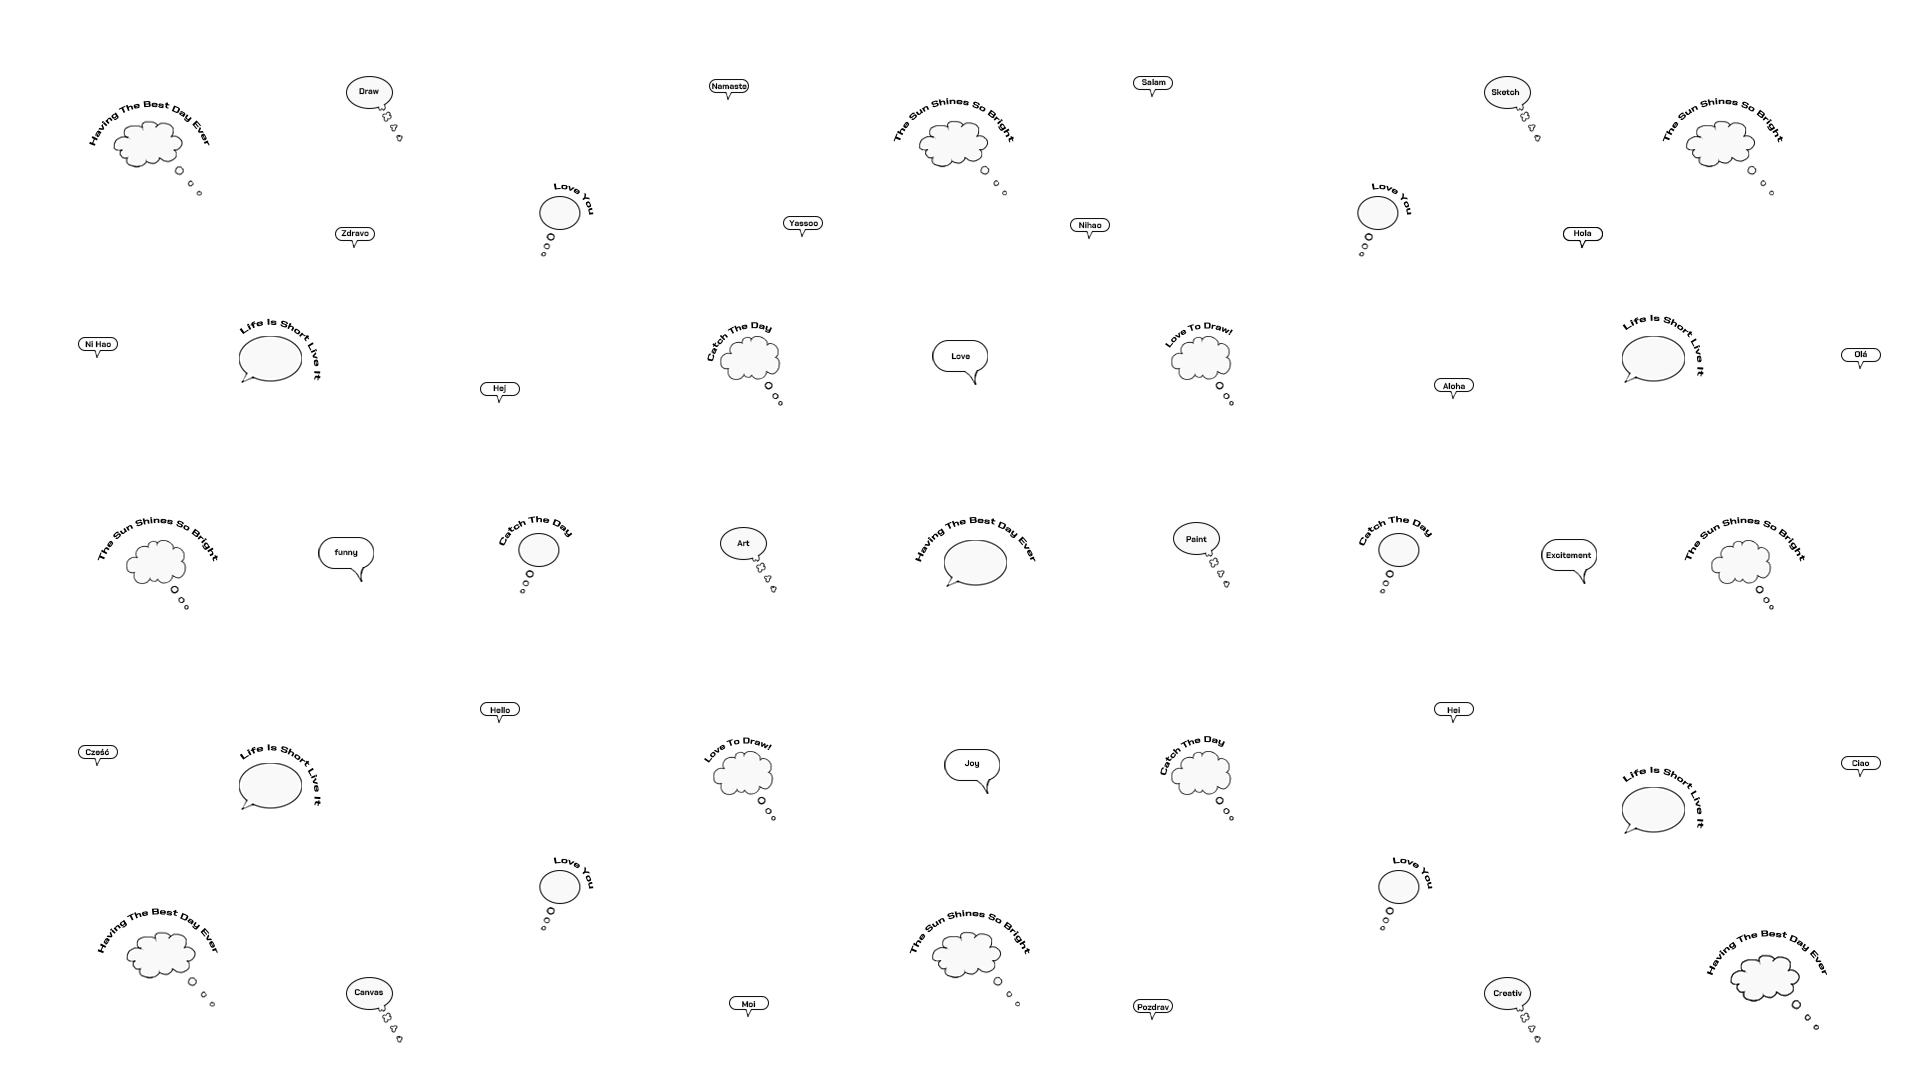 Having The Best Day Ever
Draw
Namaste
The Sun Shines So Bright
Salam
Sketch
The Sun Shines So Bright
Zdravo
Love You
Yassoo
Nihao
Love You
Hola
Ni Hao
Life Is Short Live It
Hej
Catch The Day
Love
Love To Draw!
Aloha
Life Is Short Live It
Olá
The Sun Shines So Bright
funny
Catch The Day
Art
Having The Best Day Ever
Paint
Catch The Day
Excitement
The Sun Shines So Bright
Cześć
Life Is Short Live It
Hello
Love To Draw!
Joy
Catch The Day
Hei
Life Is Short Live It
Ciao
Having The Best Day Ever
Canvas
Love You
Moi
The Sun Shines So Bright
Pozdrav
Love You
Creativ
Having The Best Day Ever